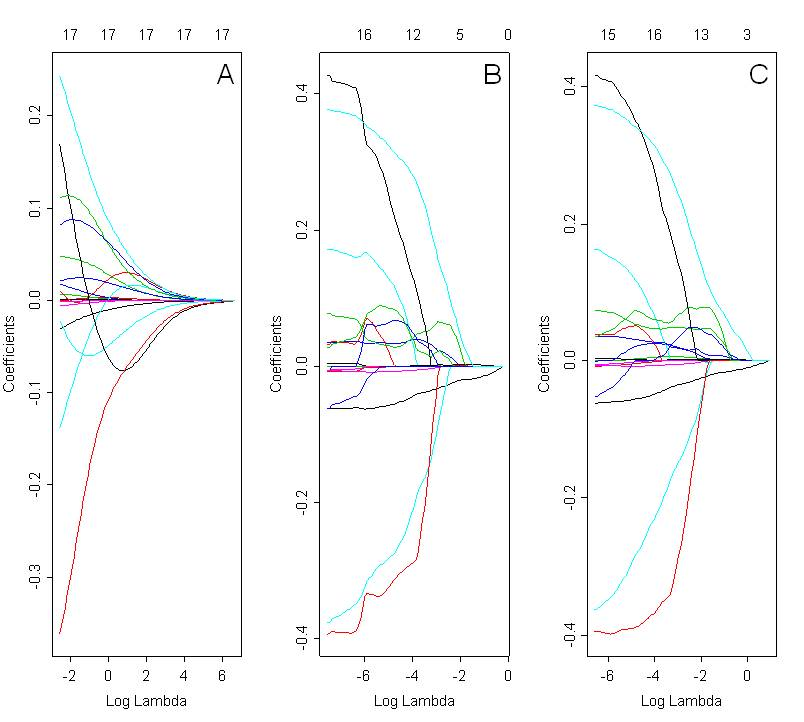 17 17 17 17 17
A
Coefficients
0.2
0.1
0.0
-0.1
-0.2
-0.3
-2 0 2 4 6
Log Lambda
16 12 5 0
B
Coefficients
0.4
0.2
0.0
-0.2
-0.4
-6 -4 -2 0
Log Lambda
15 16 13 3
C
Coefficients
0.4
0.2
0.0
-0.2
-0.4
-6 -4 -2 0
Log Lambda